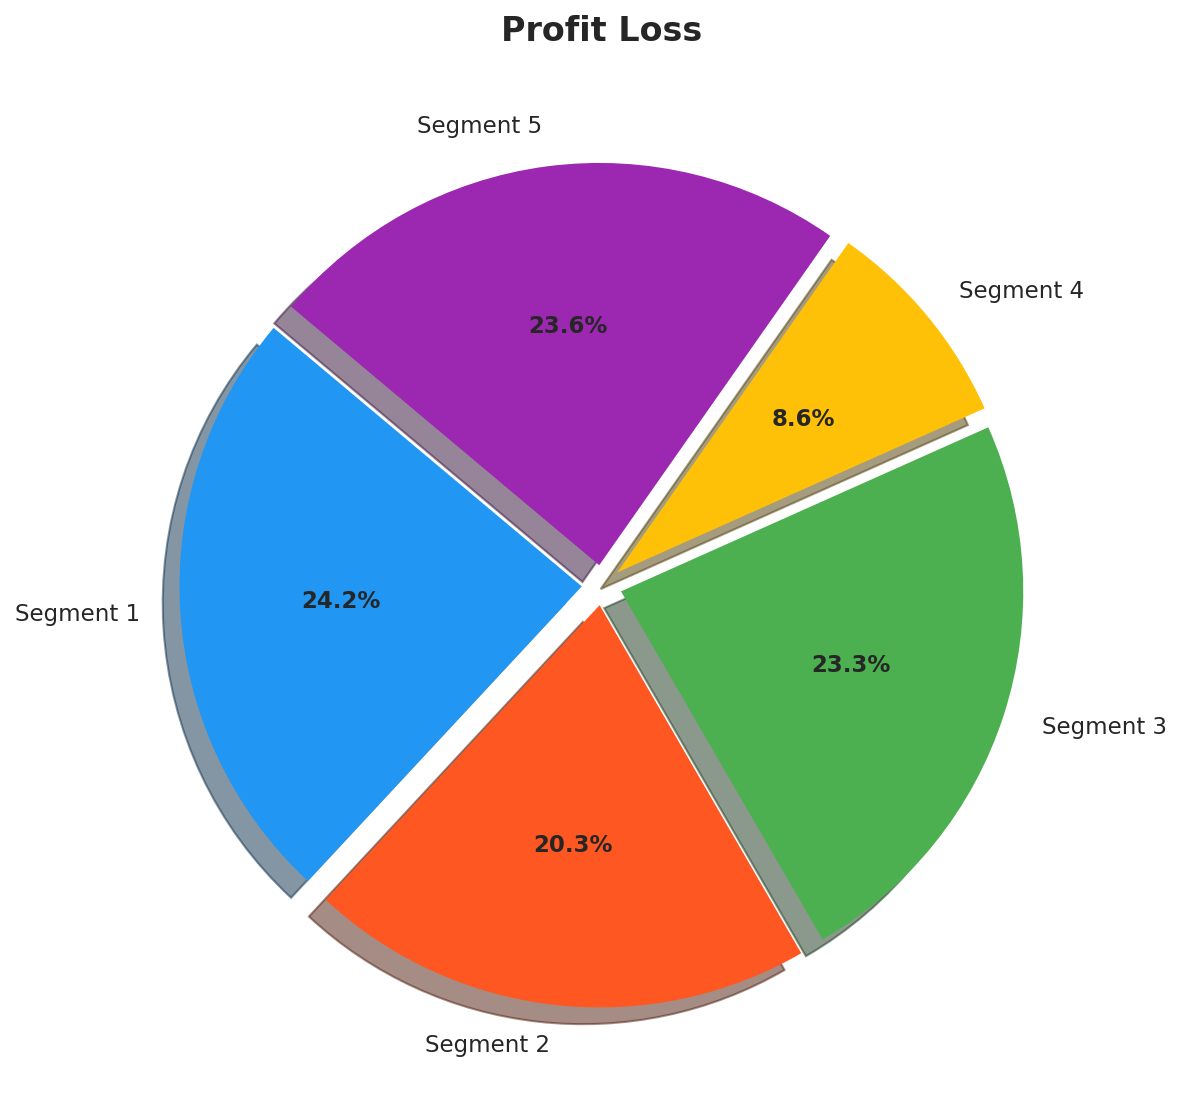 Profit Loss
Segment 5
Segment 4
23.6%
8.6%
Segment 1
24.2%
23.3%
Segment 3
20.3%
Segment 2